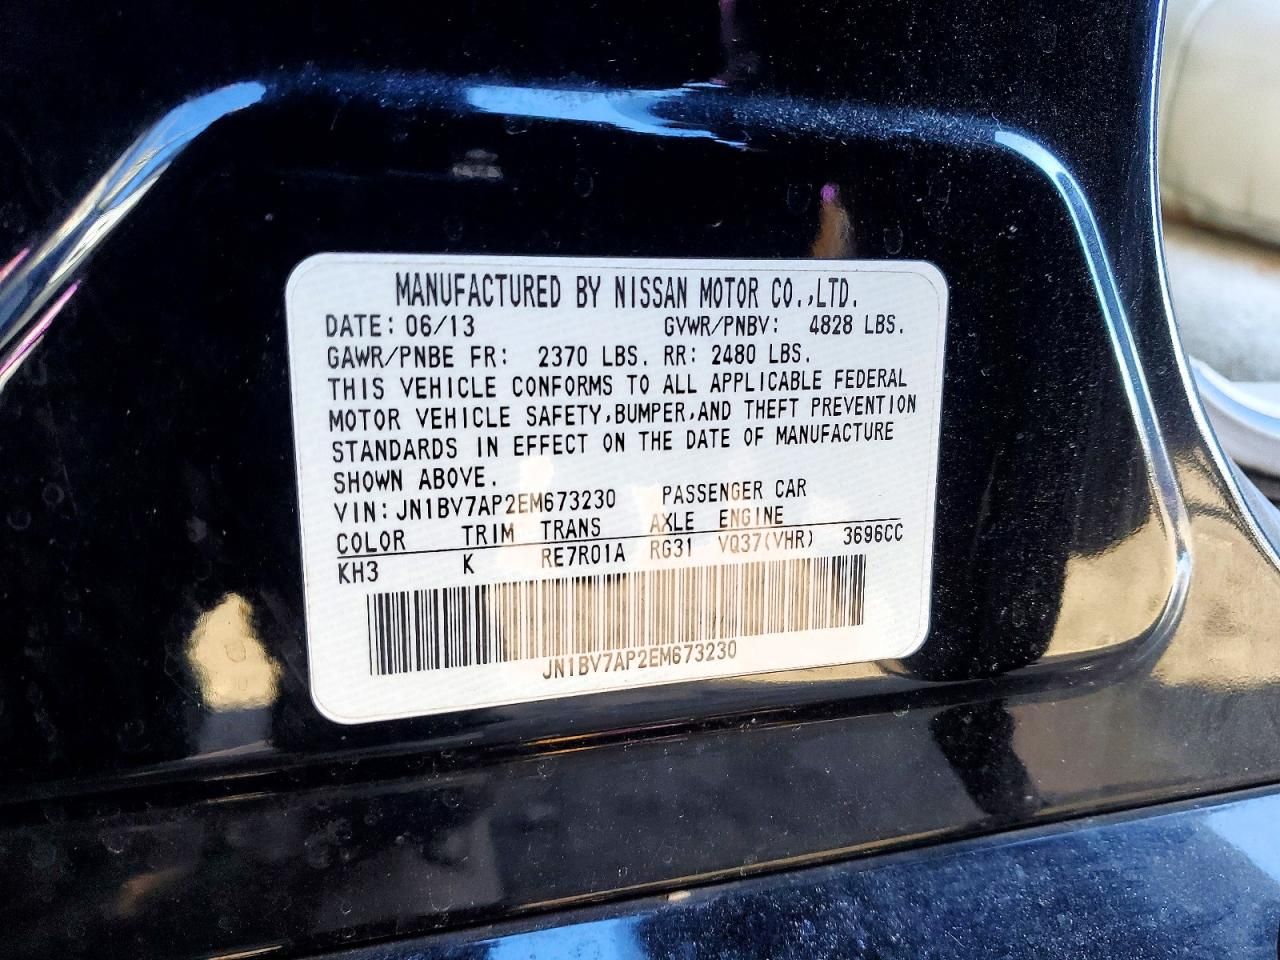 MANUFACTURED BY NISSAN MOTOR CO.,LTD.
DATE: 06/13 GVWR/PNBV: 4828 LBS.
GAWR/PNBE FR: 2370 LBS. RR: 2480 LBS.
THIS VEHICLE CONFORMS TO ALL APPLICABLE FEDERAL
MOTOR VEHICLE SAFETY,BUMPER,AND THEFT PREVENTION
STANDARDS IN EFFECT ON THE DATE OF MANUFACTURE
SHOWN ABOVE.
VIN: JN1BV7AP2EM673230 PASSENGER CAR
COLOR TRIM TRANS AXLE ENGINE
KH3 K RE7R01A RG31 VQ37(VHR) 3696CC
JN1BV7AP2EM673230